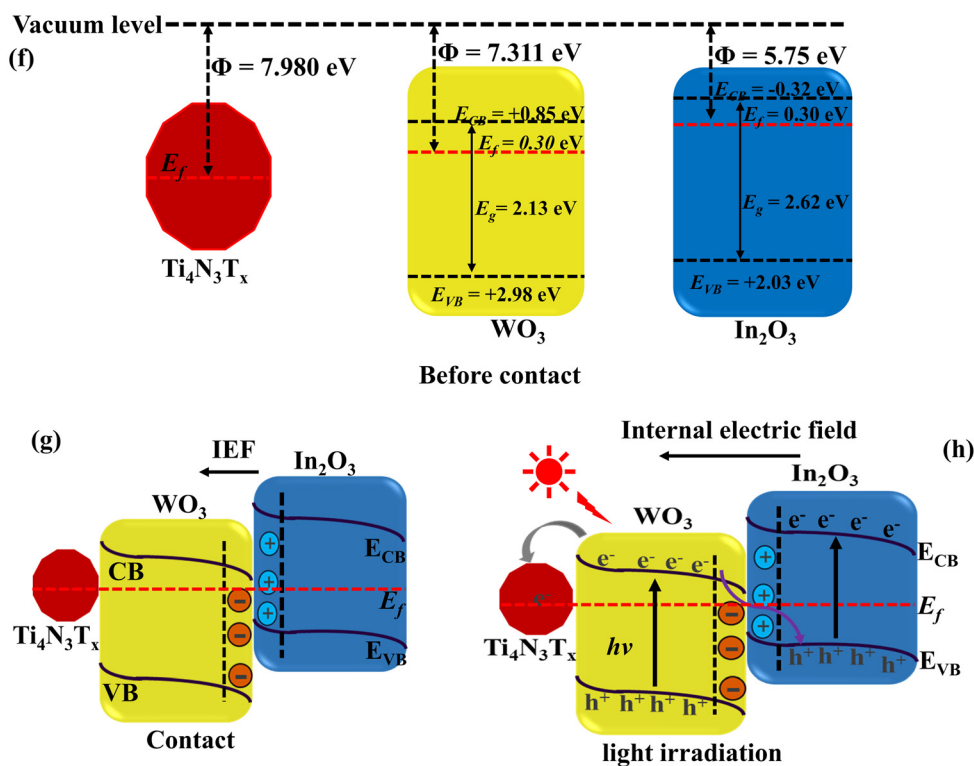 Vacuum level
(f)
Φ = 7.980 eV
Φ = 7.311 eV
Φ = 5.75 eV
E_CB = +0.85 eV
E_CB = -0.32 eV
E_f = 0.30 eV
E_f = 0.30 eV
E_f
E_g = 2.13 eV
E_g = 2.62 eV
E_VB = +2.98 eV
E_VB = +2.03 eV
Ti₄N₃Tₓ
WO₃
In₂O₃
Before contact
(g)
IEF
In₂O₃
WO₃
+
E_CB
CB
+
−
E_f
+
Ti₄N₃Tₓ
−
E_VB
VB
−
Contact
Internal electric field
(h)
In₂O₃
WO₃
e⁻ e⁻ e⁻ e⁻
e⁻ e⁻ e⁻ e⁻
+
E_CB
+
e⁻
−
+
E_f
Ti₄N₃Tₓ
hν
−
h⁺ h⁺ h⁺ h⁺
E_VB
−
h⁺ h⁺ h⁺ h⁺
light irradiation